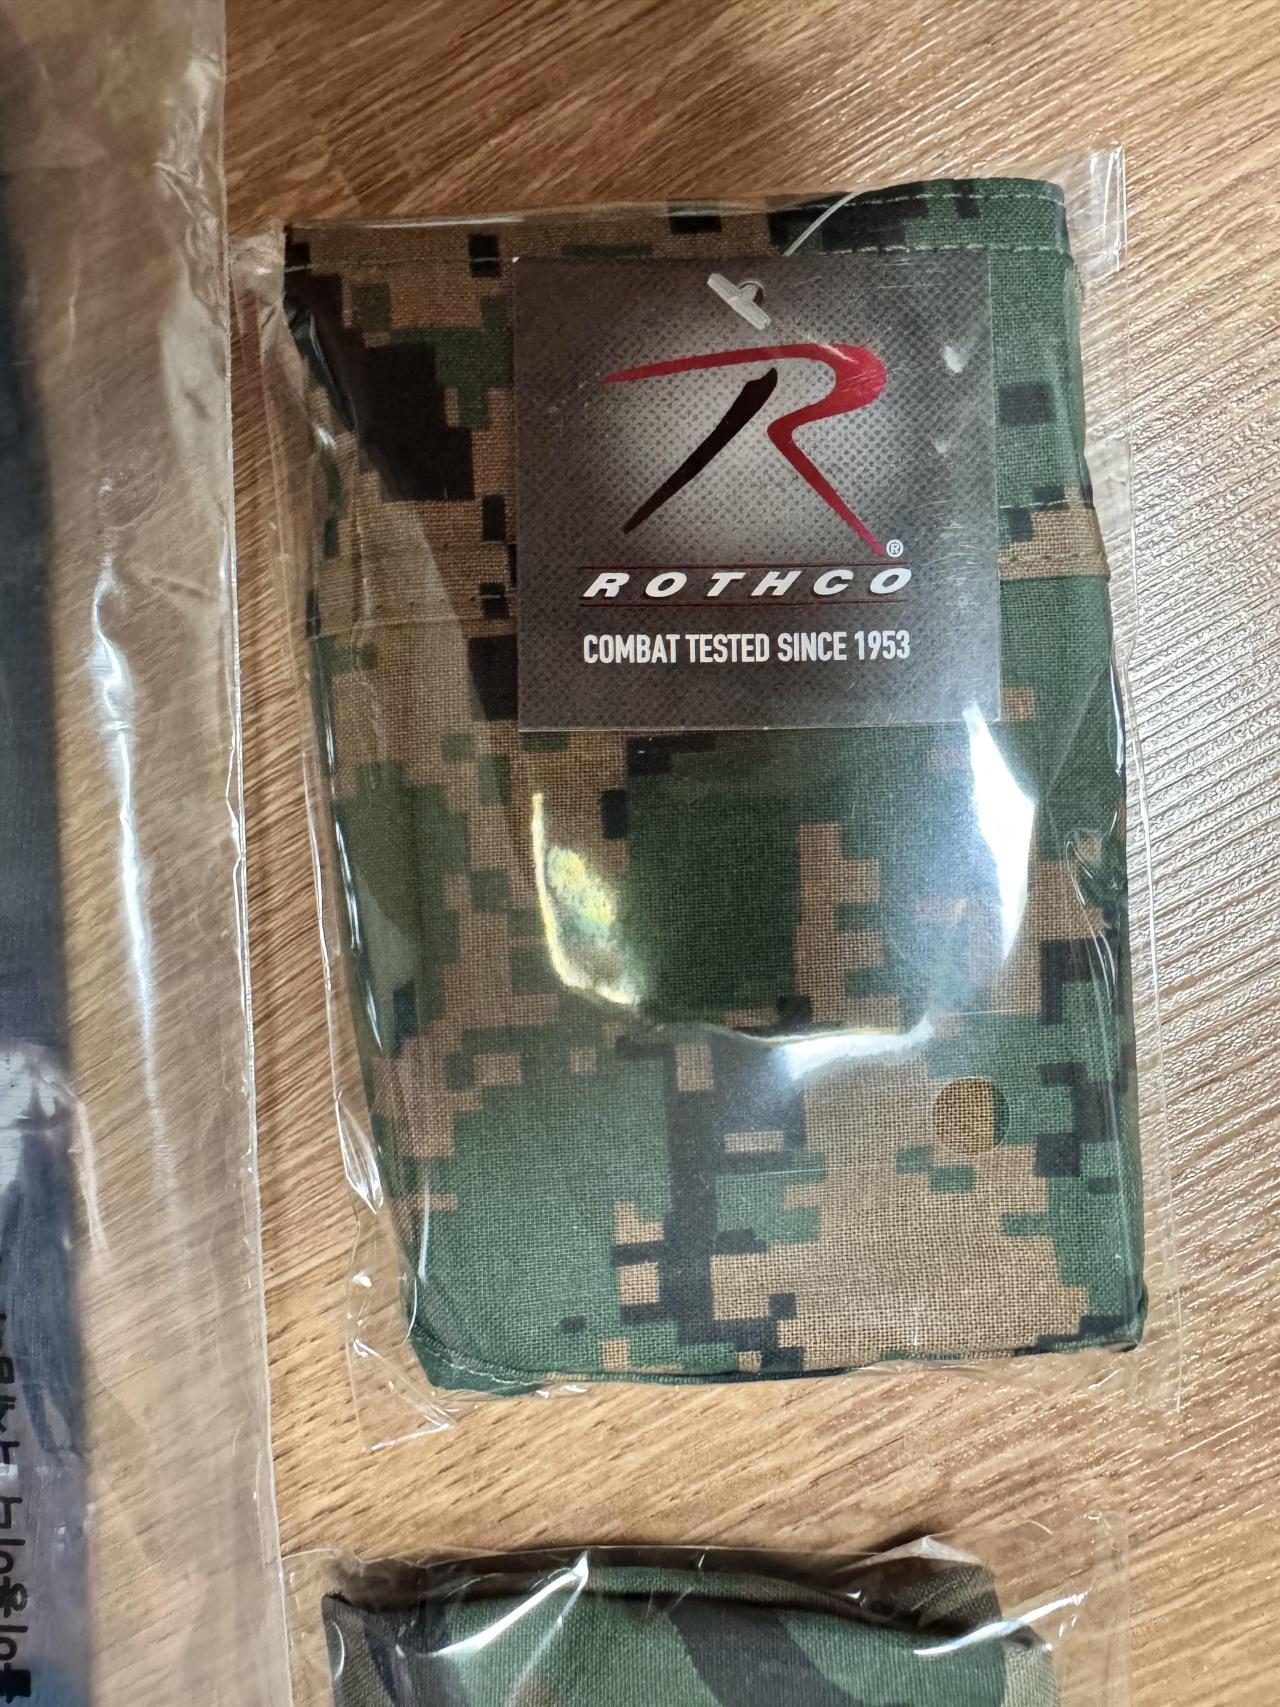 ®
ROTHCO
COMBAT TESTED SINCE 1953